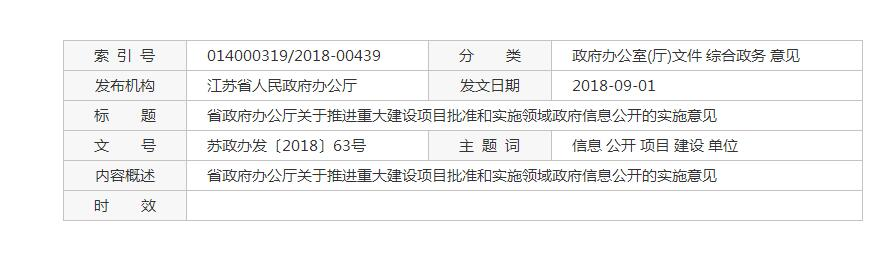 索 引 号 014000319/2018-00439 分 类 政府办公室(厅)文件 综合政务 意见
发布机构 江苏省人民政府办公厅 发文日期 2018-09-01
标 题 省政府办公厅关于推进重大建设项目批准和实施领域政府信息公开的实施意见
文 号 苏政办发〔2018〕63号 主 题 词 信息 公开 项目 建设 单位
内容概述 省政府办公厅关于推进重大建设项目批准和实施领域政府信息公开的实施意见
时 效